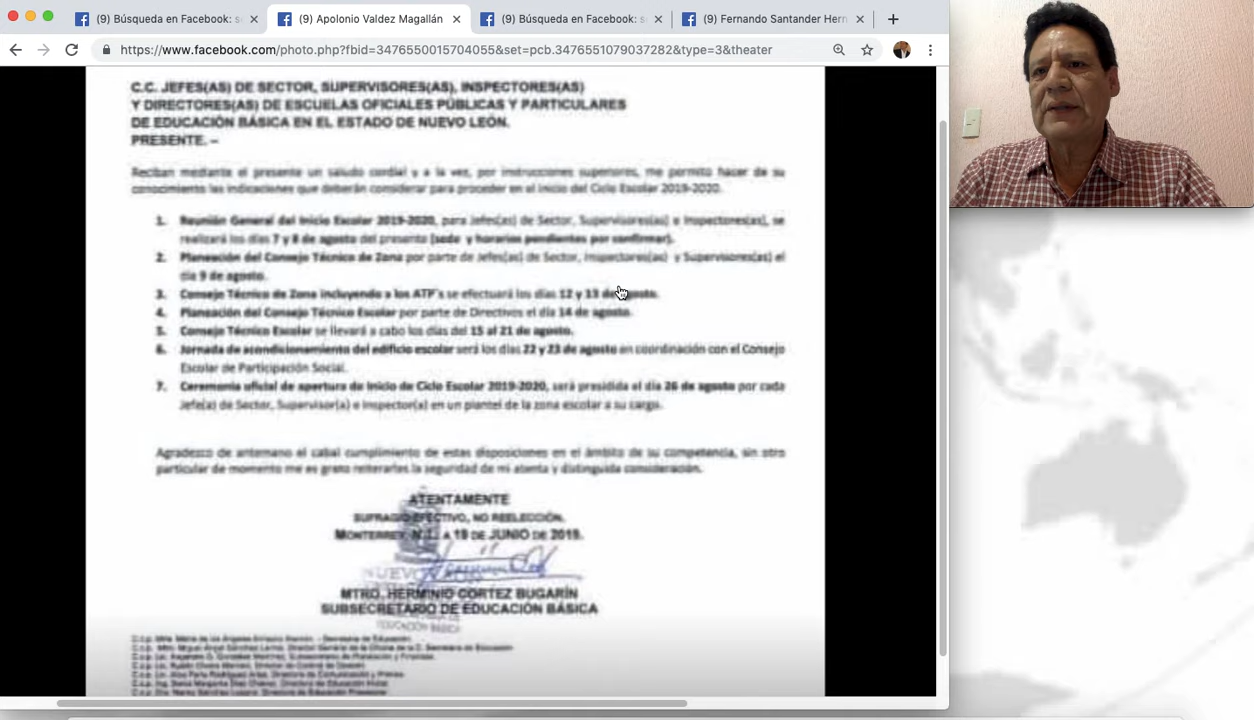 (9) Búsqueda en Facebook: s
(9) Apolonio Valdez Magallán
(9) Búsqueda en Facebook: s
(9) Fernando Santander Hern
https://www.facebook.com/photo.php?fbid=3476550015704055&set=pcb.3476551079037282&type=3&theater
C.C. JEFES(AS) DE SECTOR, SUPERVISORES(AS), INSPECTORES(AS)
Y DIRECTORES(AS) DE ESCUELAS OFICIALES PÚBLICAS Y PARTICULARES
DE EDUCACIÓN BÁSICA EN EL ESTADO DE NUEVO LEÓN.
PRESENTE. –
Reciban mediante el presente un saludo cordial y a la vez, por instrucciones superiores, me permito hacer de su
conocimiento las indicaciones que deberán considerar para proceder en el inicio del Ciclo Escolar 2019-2020.
1. Reunión General del Inicio Escolar 2019-2020, para Jefes(as) de Sector, Supervisores(as) e Inspectores(as), se
realizará los días 7 y 8 de agosto del presente (sede y horarios pendientes por confirmar).
2. Planeación del Consejo Técnico de Zona por parte de Jefes(as) de Sector, Inspectores(as) y Supervisores(as) el
día 9 de agosto.
3. Consejo Técnico de Zona incluyendo a los ATP's se efectuará los días 12 y 13 de agosto.
4. Planeación del Consejo Técnico Escolar por parte de Directivos el día 14 de agosto.
5. Consejo Técnico Escolar se llevará a cabo los días del 15 al 21 de agosto.
6. Jornada de acondicionamiento del edificio escolar será los días 22 y 23 de agosto en coordinación con el Consejo
Escolar de Participación Social.
7. Ceremonia oficial de apertura de Inicio de Ciclo Escolar 2019-2020, será presidida el día 26 de agosto por cada
Jefe(a) de Sector, Supervisor(a) e Inspector(a) en un plantel de la zona escolar a su cargo.
Agradezco de antemano el cabal cumplimiento de estas disposiciones en el ámbito de su competencia, sin otro
particular de momento me es grato reiterarles la seguridad de mi atenta y distinguida consideración.
ATENTAMENTE
SUFRAGIO EFECTIVO, NO REELECCIÓN.
MONTERREY, N.L. A 19 DE JUNIO DE 2019.
NUEVO
MTRO. HERMINIO CORTEZ BUGARÍN
SUBSECRETARIO DE EDUCACIÓN BÁSICA
EDUCACIÓN BÁSICA